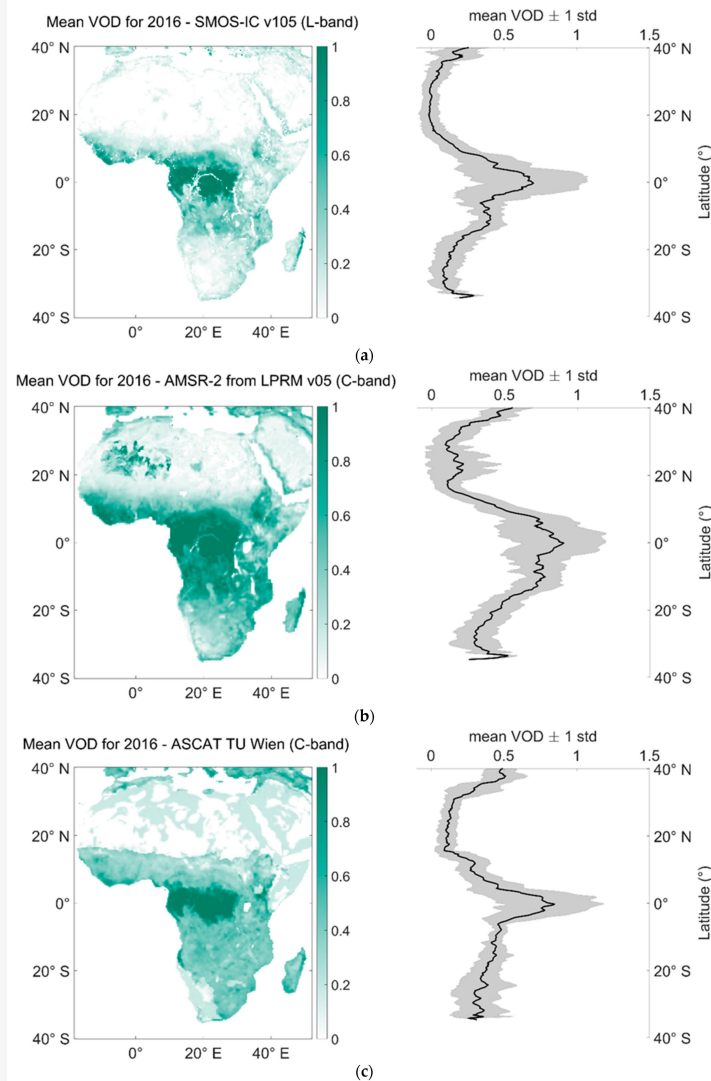 Mean VOD for 2016 - SMOS-IC v105 (L-band)
mean VOD ± 1 std
40° N
20° N
0°
20° S
40° S
0° 20° E 40° E
1
0.8
0.6
0.4
0.2
0
0 0.5 1 1.5
40° N
20° N
0°
20° S
40° S
Latitude (°)
(a)
Mean VOD for 2016 - AMSR-2 from LPRM v05 (C-band)
mean VOD ± 1 std
40° N
20° N
0°
20° S
40° S
0° 20° E 40° E
1
0.8
0.6
0.4
0.2
0
0 0.5 1 1.5
40° N
20° N
0°
20° S
40° S
Latitude (°)
(b)
Mean VOD for 2016 - ASCAT TU Wien (C-band)
mean VOD ± 1 std
40° N
20° N
0°
20° S
40° S
0° 20° E 40° E
1
0.8
0.6
0.4
0.2
0
0 0.5 1 1.5
40° N
20° N
0°
20° S
40° S
Latitude (°)
(c)